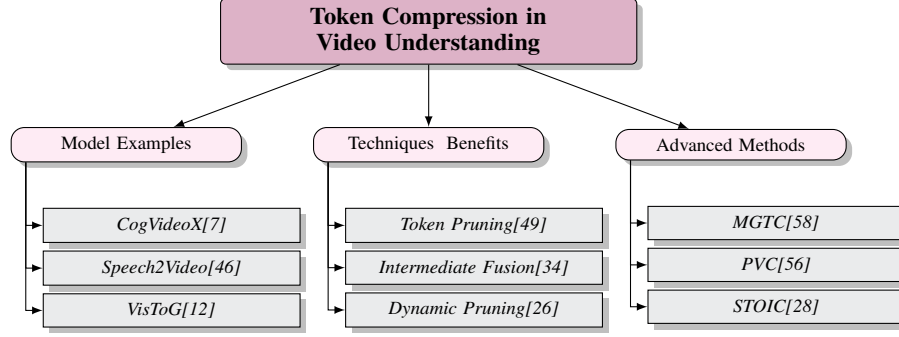 Token Compression in
Video Understanding
Model Examples
CogVideoX[7]
Speech2Video[46]
VisToG[12]
Techniques Benefits
Token Pruning[49]
Intermediate Fusion[34]
Dynamic Pruning[26]
Advanced Methods
MGTC[58]
PVC[56]
STOIC[28]